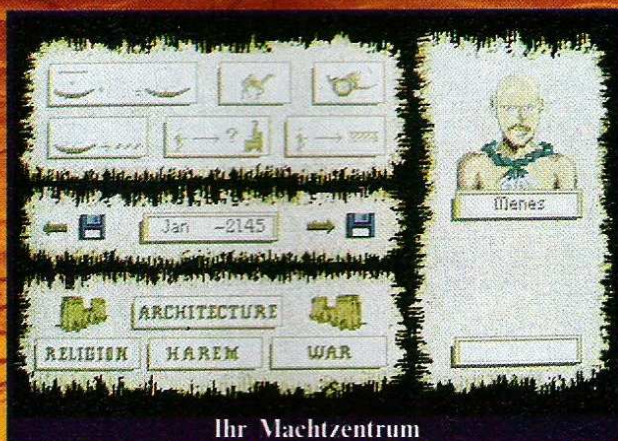 Menes
Jan -2145
ARCHITECTURE
RELIGION HAREM WAR
Ihr Machtzentrum